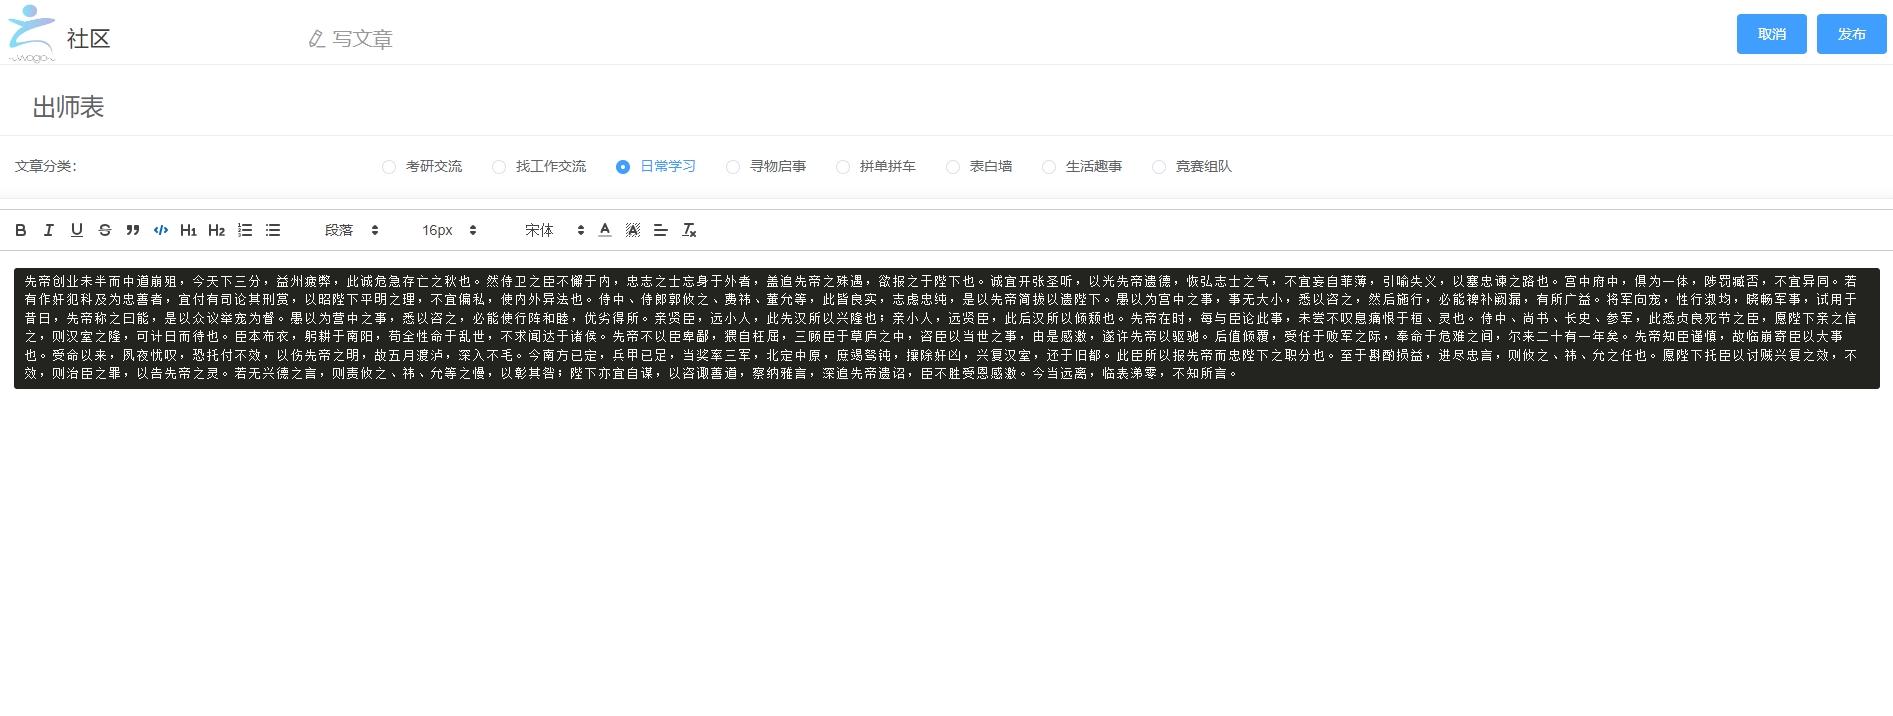 社区
写文章
取消
发布
~wogo~
出师表
文章分类:
考研交流
找工作交流
日常学习
寻物启事
拼单拼车
表白墙
生活趣事
竞赛组队
B I U S H1 H2 段落 16px 宋体 A A Tx
先帝创业未半而中道崩殂，今天下三分，益州疲弊，此诚危急存亡之秋也。然侍卫之臣不懈于内，忠志之士忘身于外者，盖追先帝之殊遇，欲报之于陛下也。诚宜开张圣听，以光先帝遗德，恢弘志士之气，不宜妄自菲薄，引喻失义，以塞忠谏之路也。宫中府中，俱为一体，陟罚臧否，不宜异同。若
有作奸犯科及为忠善者，宜付有司论其刑赏，以昭陛下平明之理，不宜偏私，使内外异法也。侍中、侍郎郭攸之、费祎、董允等，此皆良实，志虑忠纯，是以先帝简拔以遗陛下。愚以为宫中之事，事无大小，悉以咨之，然后施行，必能裨补阙漏，有所广益。将军向宠，性行淑均，晓畅军事，试用于
昔日，先帝称之曰能，是以众议举宠为督。愚以为营中之事，悉以咨之，必能使行阵和睦，优劣得所。亲贤臣，远小人，此先汉所以兴隆也；亲小人，远贤臣，此后汉所以倾颓也。先帝在时，每与臣论此事，未尝不叹息痛恨于桓、灵也。侍中、尚书、长史、参军，此悉贞良死节之臣，愿陛下亲之信
之，则汉室之隆，可计日而待也。臣本布衣，躬耕于南阳，苟全性命于乱世，不求闻达于诸侯。先帝不以臣卑鄙，猥自枉屈，三顾臣于草庐之中，咨臣以当世之事，由是感激，遂许先帝以驱驰。后值倾覆，受任于败军之际，奉命于危难之间，尔来二十有一年矣。先帝知臣谨慎，故临崩寄臣以大事
也。受命以来，夙夜忧叹，恐托付不效，以伤先帝之明，故五月渡泸，深入不毛。今南方已定，兵甲已足，当奖率三军，北定中原，庶竭驽钝，攘除奸凶，兴复汉室，还于旧都。此臣所以报先帝而忠陛下之职分也。至于斟酌损益，进尽忠言，则攸之、祎、允之任也。愿陛下托臣以讨贼兴复之效，不
效，则治臣之罪，以告先帝之灵。若无兴德之言，则责攸之、祎、允等之慢，以彰其咎；陛下亦宜自谋，以咨诹善道，察纳雅言，深追先帝遗诏，臣不胜受恩感激。今当远离，临表涕零，不知所言。